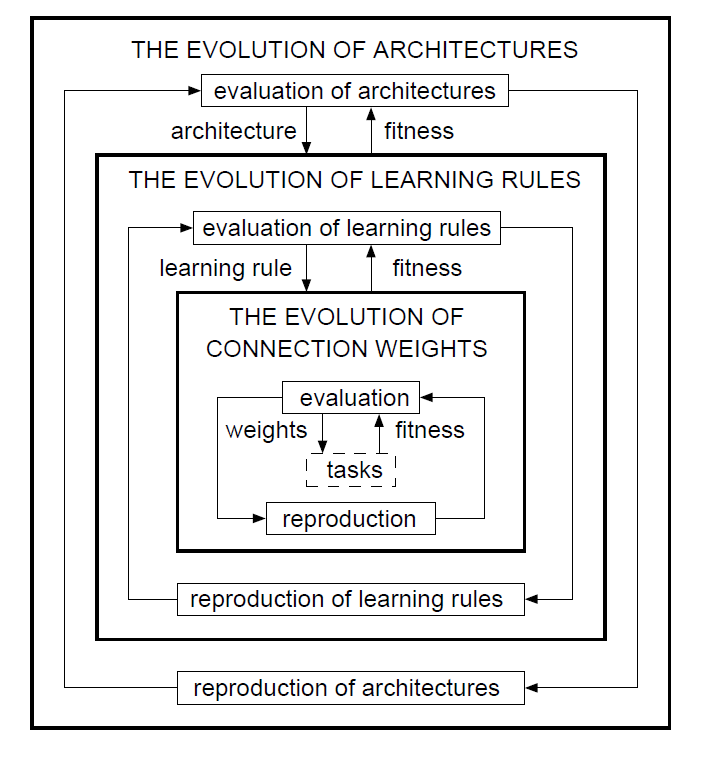 THE EVOLUTION OF ARCHITECTURES
evaluation of architectures
architecture fitness
THE EVOLUTION OF LEARNING RULES
evaluation of learning rules
learning rule fitness
THE EVOLUTION OF
CONNECTION WEIGHTS
evaluation
weights fitness
tasks
reproduction
reproduction of learning rules
reproduction of architectures